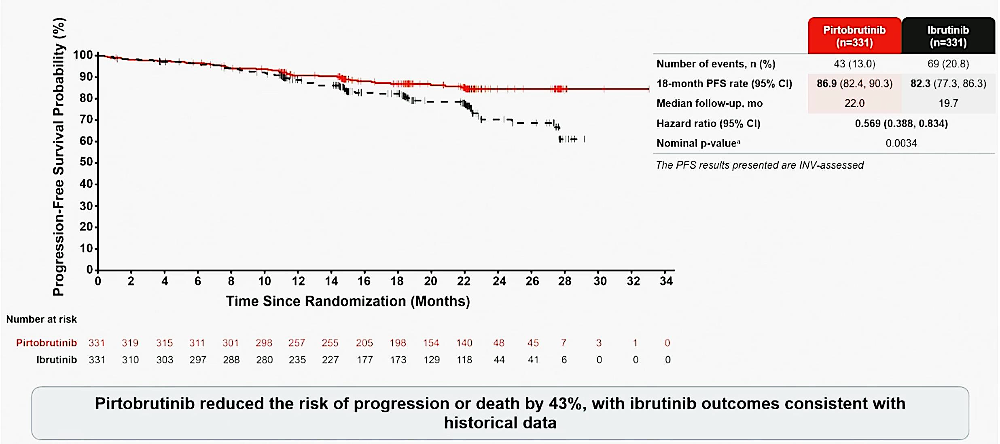 Progression-Free Survival Probability (%)
100
90
80
70
60
50
40
30
20
10
0
0 2 4 6 8 10 12 14 16 18 20 22 24 26 28 30 32 34
Time Since Randomization (Months)
Pirtobrutinib (n=331) Ibrutinib (n=331)
Number of events, n (%) 43 (13.0) 69 (20.8)
18-month PFS rate (95% CI) 86.9 (82.4, 90.3) 82.3 (77.3, 86.3)
Median follow-up, mo 22.0 19.7
Hazard ratio (95% CI) 0.569 (0.388, 0.834)
Nominal p-valueᵃ 0.0034
The PFS results presented are INV-assessed
Number at risk
Pirtobrutinib 331 319 315 311 301 298 257 255 205 198 154 140 48 45 7 3 1 0
Ibrutinib 331 310 303 297 288 280 235 227 177 173 129 118 44 41 6 0 0 0
Pirtobrutinib reduced the risk of progression or death by 43%, with ibrutinib outcomes consistent with
historical data